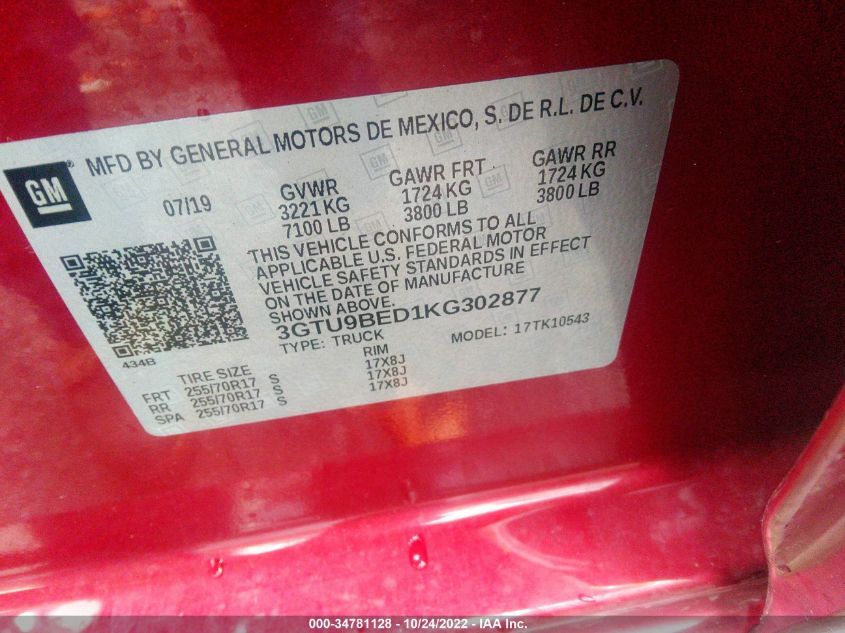 MFD BY GENERAL MOTORS DE MEXICO, S. DE R.L. DE C.V.
GM
07/19
GVWR
3221 KG
7100 LB
GAWR FRT
1724 KG
3800 LB
GAWR RR
1724 KG
3800 LB
THIS VEHICLE CONFORMS TO ALL
APPLICABLE U.S. FEDERAL MOTOR
VEHICLE SAFETY STANDARDS IN EFFECT
ON THE DATE OF MANUFACTURE
SHOWN ABOVE.
3GTU9BED1KG302877
TYPE: TRUCK
MODEL: 17TK10543
434B
TIRE SIZE
RIM
FRT 255/70R17 S 17X8J
RR 255/70R17 S 17X8J
SPA 255/70R17 S 17X8J
000-34781128 - 10/24/2022 - IAA Inc.